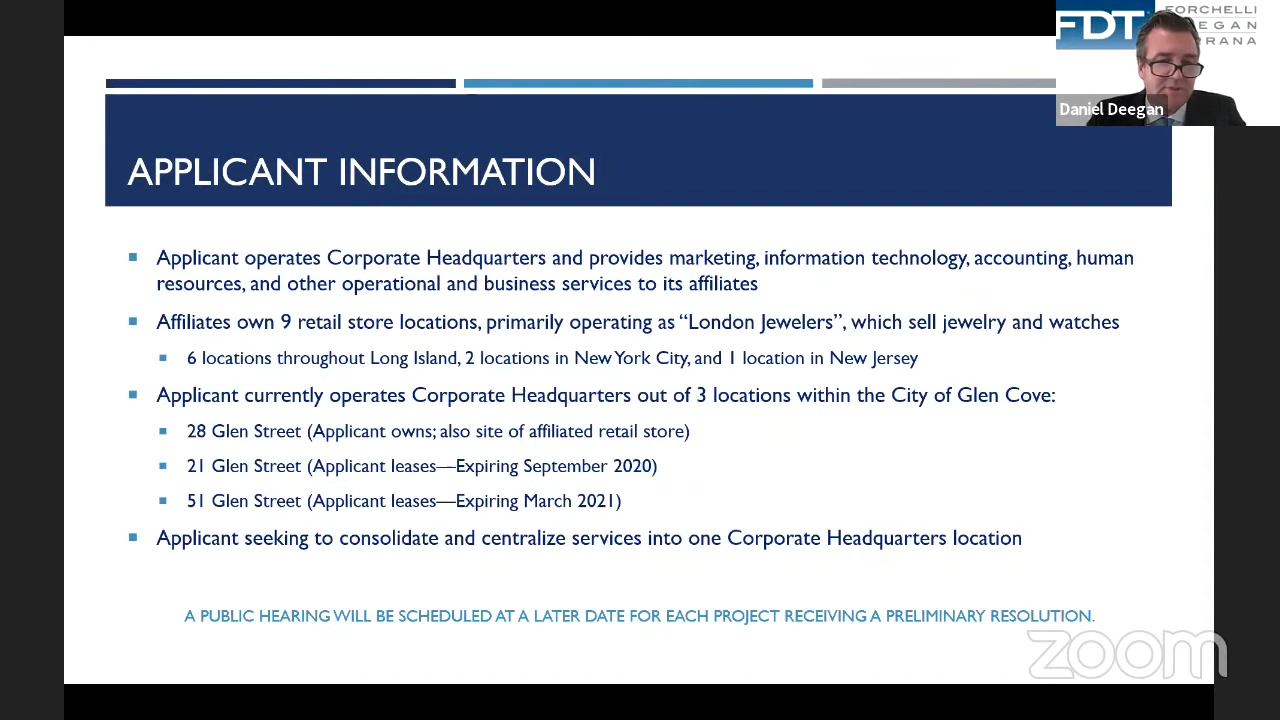 FDT
FORCHELLI
EEGAN
RRANA
Daniel Deegan
APPLICANT INFORMATION
Applicant operates Corporate Headquarters and provides marketing, information technology, accounting, human
resources, and other operational and business services to its affiliates
Affiliates own 9 retail store locations, primarily operating as “London Jewelers”, which sell jewelry and watches
6 locations throughout Long Island, 2 locations in New York City, and 1 location in New Jersey
Applicant currently operates Corporate Headquarters out of 3 locations within the City of Glen Cove:
28 Glen Street (Applicant owns; also site of affiliated retail store)
21 Glen Street (Applicant leases—Expiring September 2020)
51 Glen Street (Applicant leases—Expiring March 2021)
Applicant seeking to consolidate and centralize services into one Corporate Headquarters location
A PUBLIC HEARING WILL BE SCHEDULED AT A LATER DATE FOR EACH PROJECT RECEIVING A PRELIMINARY RESOLUTION.
zoom